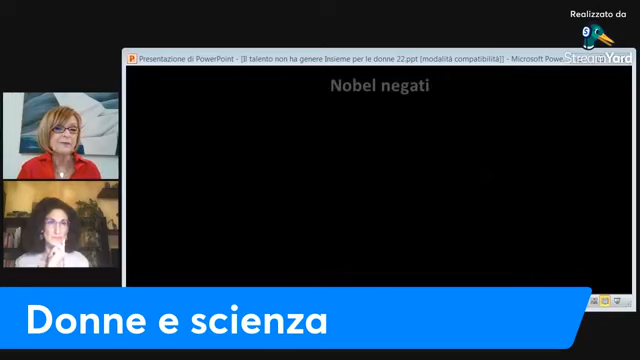 Realizzato da
StreamYard
Presentazione di PowerPoint - [Il talento non ha genere Insieme per le donne 22.ppt [modalità compatibilità]] - Microsoft Power
Nobel negati
Donne e scienza